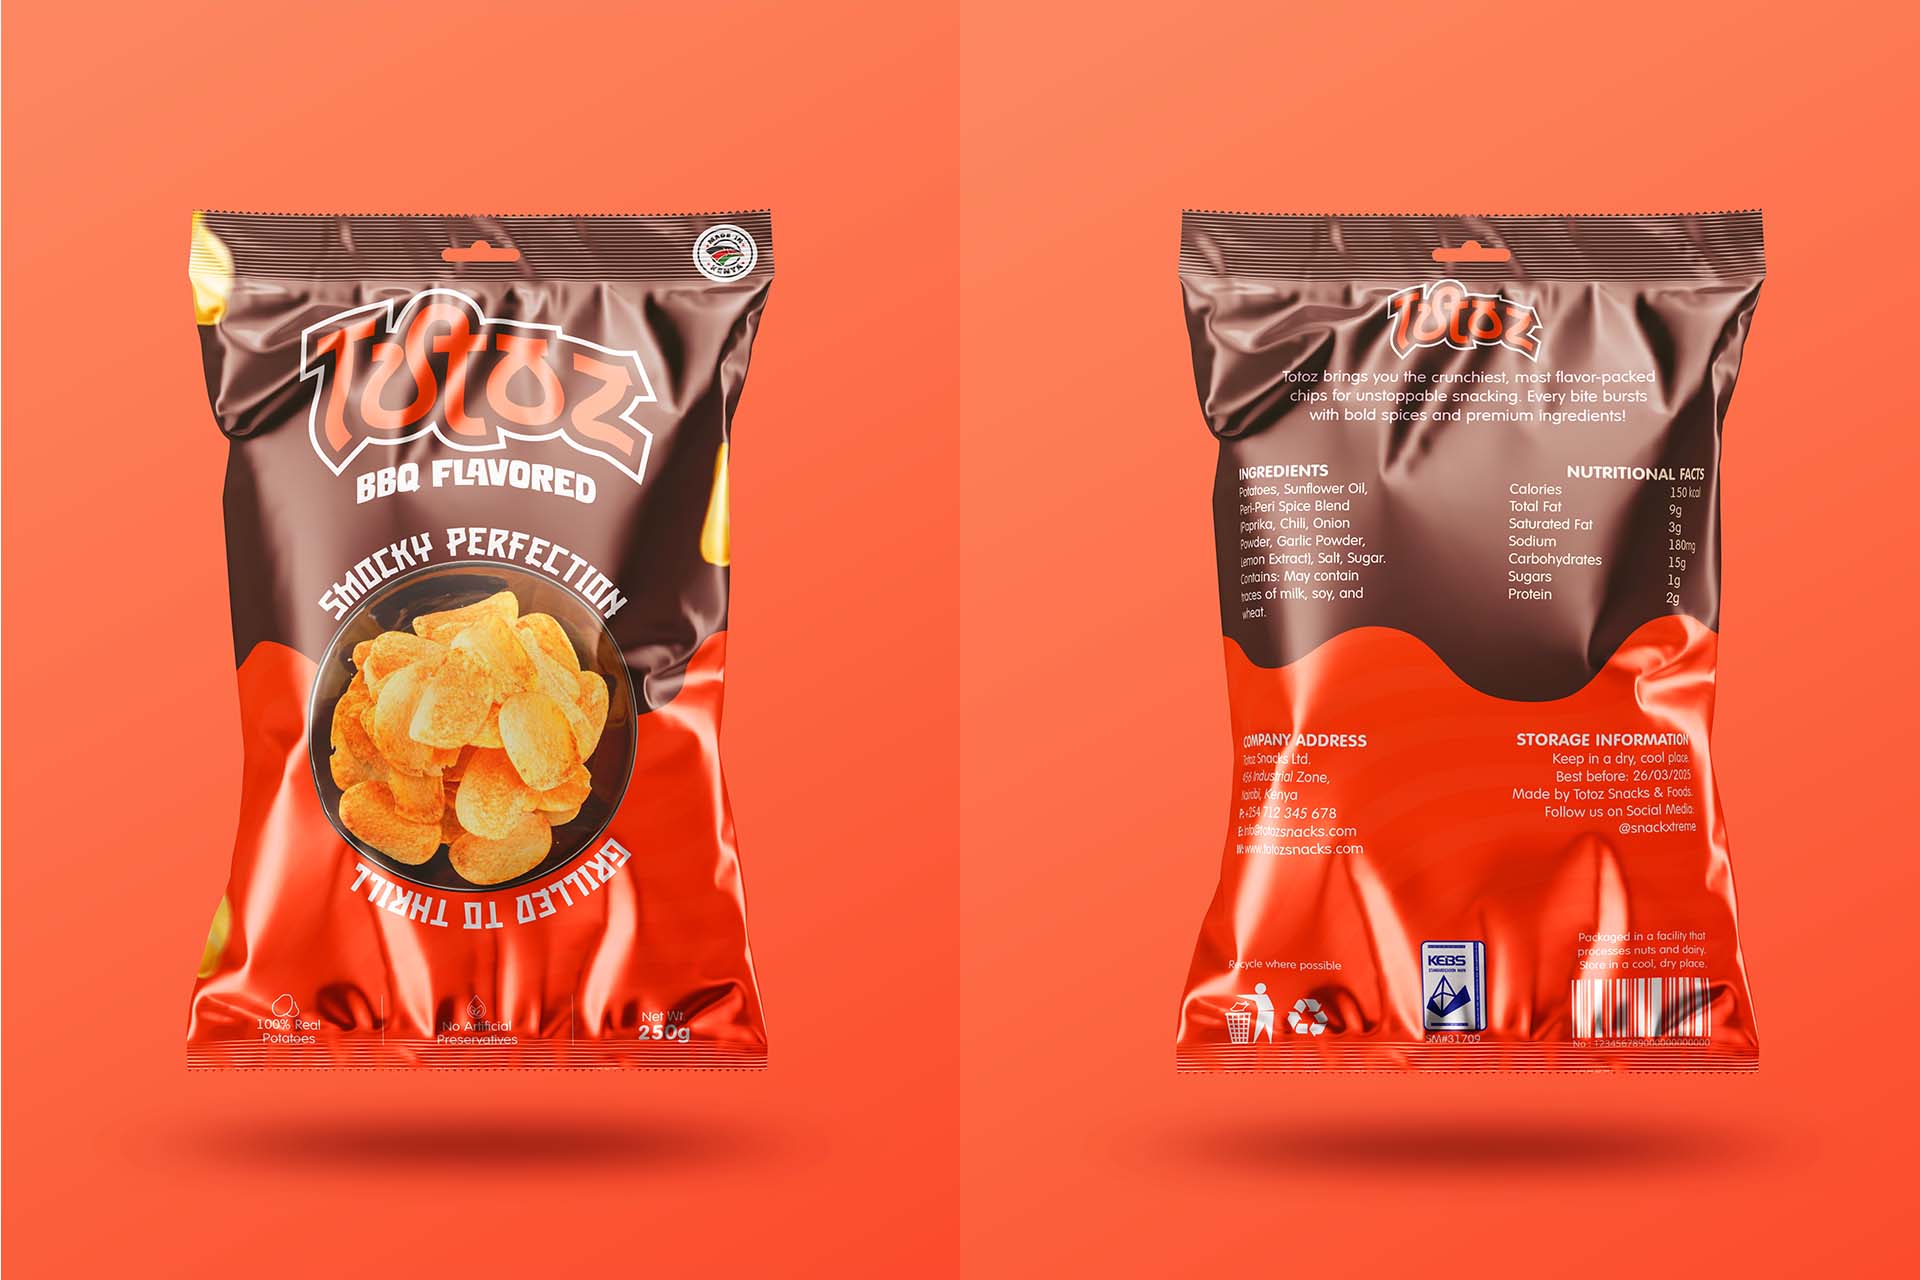 MADE IN
KENYA
Totoz
BBQ FLAVORED
SMOCKY PERFECTION
GRILLED TO THRILL
100% Real
Potatoes
No Artificial
Preservatives
Net Wt:
250g
Totoz
Totoz brings you the crunchiest, most flavor-packed
chips for unstoppable snacking. Every bite bursts
with bold spices and premium ingredients!
INGREDIENTS
Potatoes, Sunflower Oil,
Peri-Peri Spice Blend
(Paprika, Chili, Onion
Powder, Garlic Powder,
Lemon Extract), Salt, Sugar.
Contains: May contain
traces of milk, soy, and
wheat.
NUTRITIONAL FACTS
Calories 150 kcal
Total Fat 9g
Saturated Fat 3g
Sodium 180mg
Carbohydrates 15g
Sugars 1g
Protein 2g
COMPANY ADDRESS
Totoz Snacks Ltd.
456 Industrial Zone,
Nairobi, Kenya
P: +254 712 345 678
E: info@totozsnacks.com
W: www.totozsnacks.com
STORAGE INFORMATION
Keep in a dry, cool place.
Best before: 26/03/2025
Made by Totoz Snacks & Foods.
Follow us on Social Media:
@snackxtreme
Recycle where possible
KEBS
STANDARDIZATION MARK
SM#31709
Packaged in a facility that
processes nuts and dairy.
Store in a cool, dry place.
No : 123456789000000000000